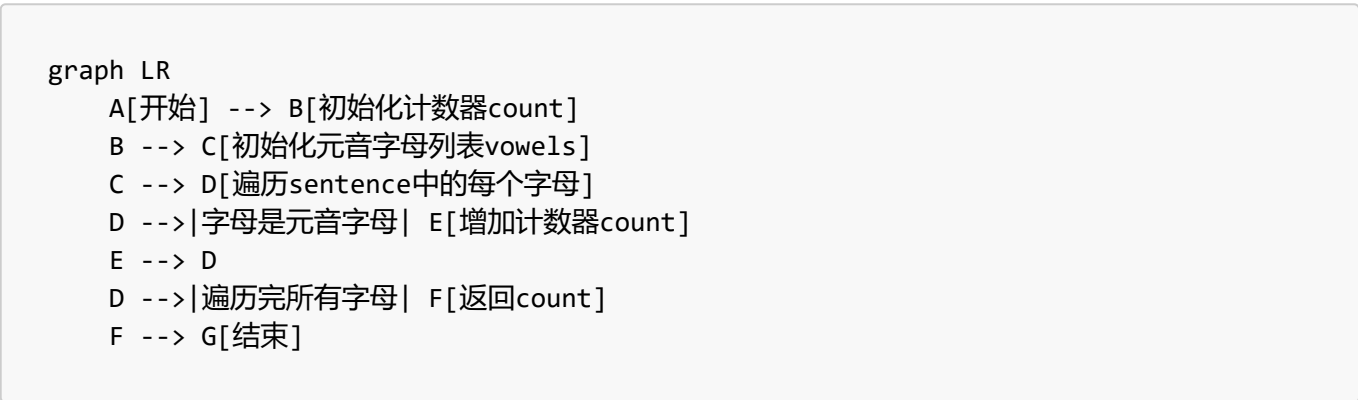 graph LR
    A[开始] --> B[初始化计数器count]
    B --> C[初始化元音字母列表vowels]
    C --> D[遍历sentence中的每个字母]
    D -->|字母是元音字母| E[增加计数器count]
    E --> D
    D -->|遍历完所有字母| F[返回count]
    F --> G[结束]